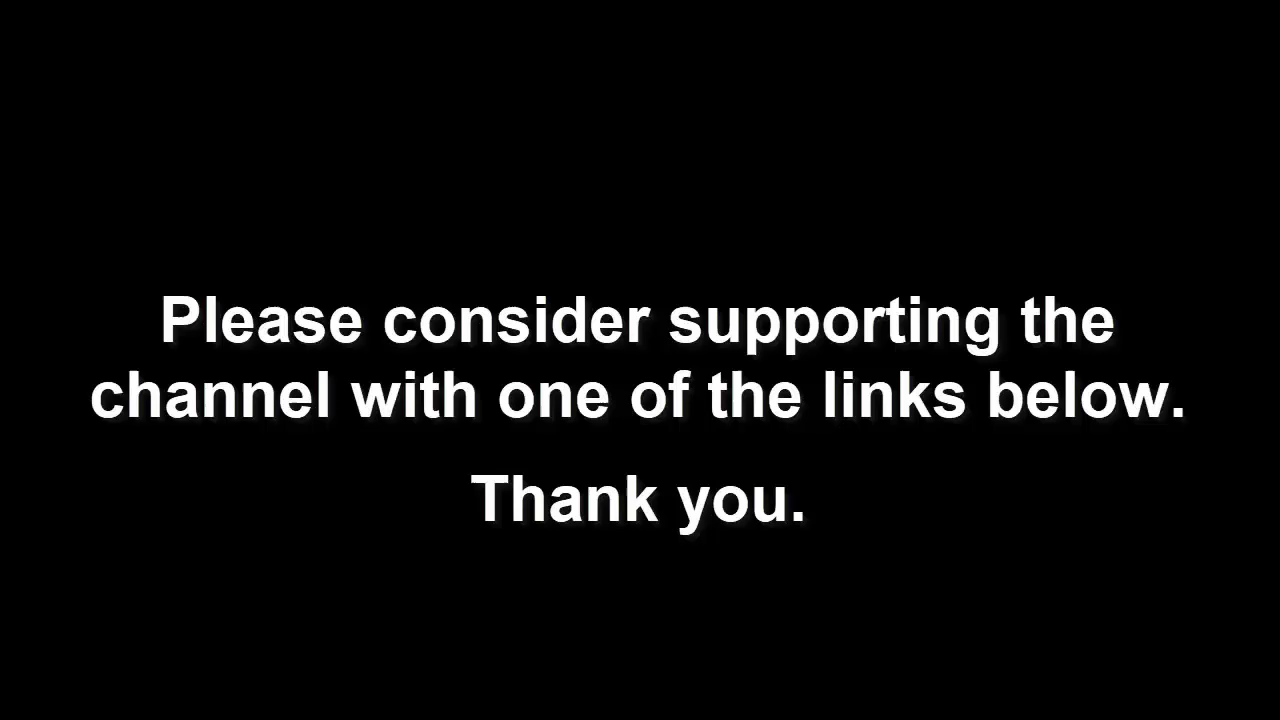 Please consider supporting the
channel with one of the links below.
Thank you.